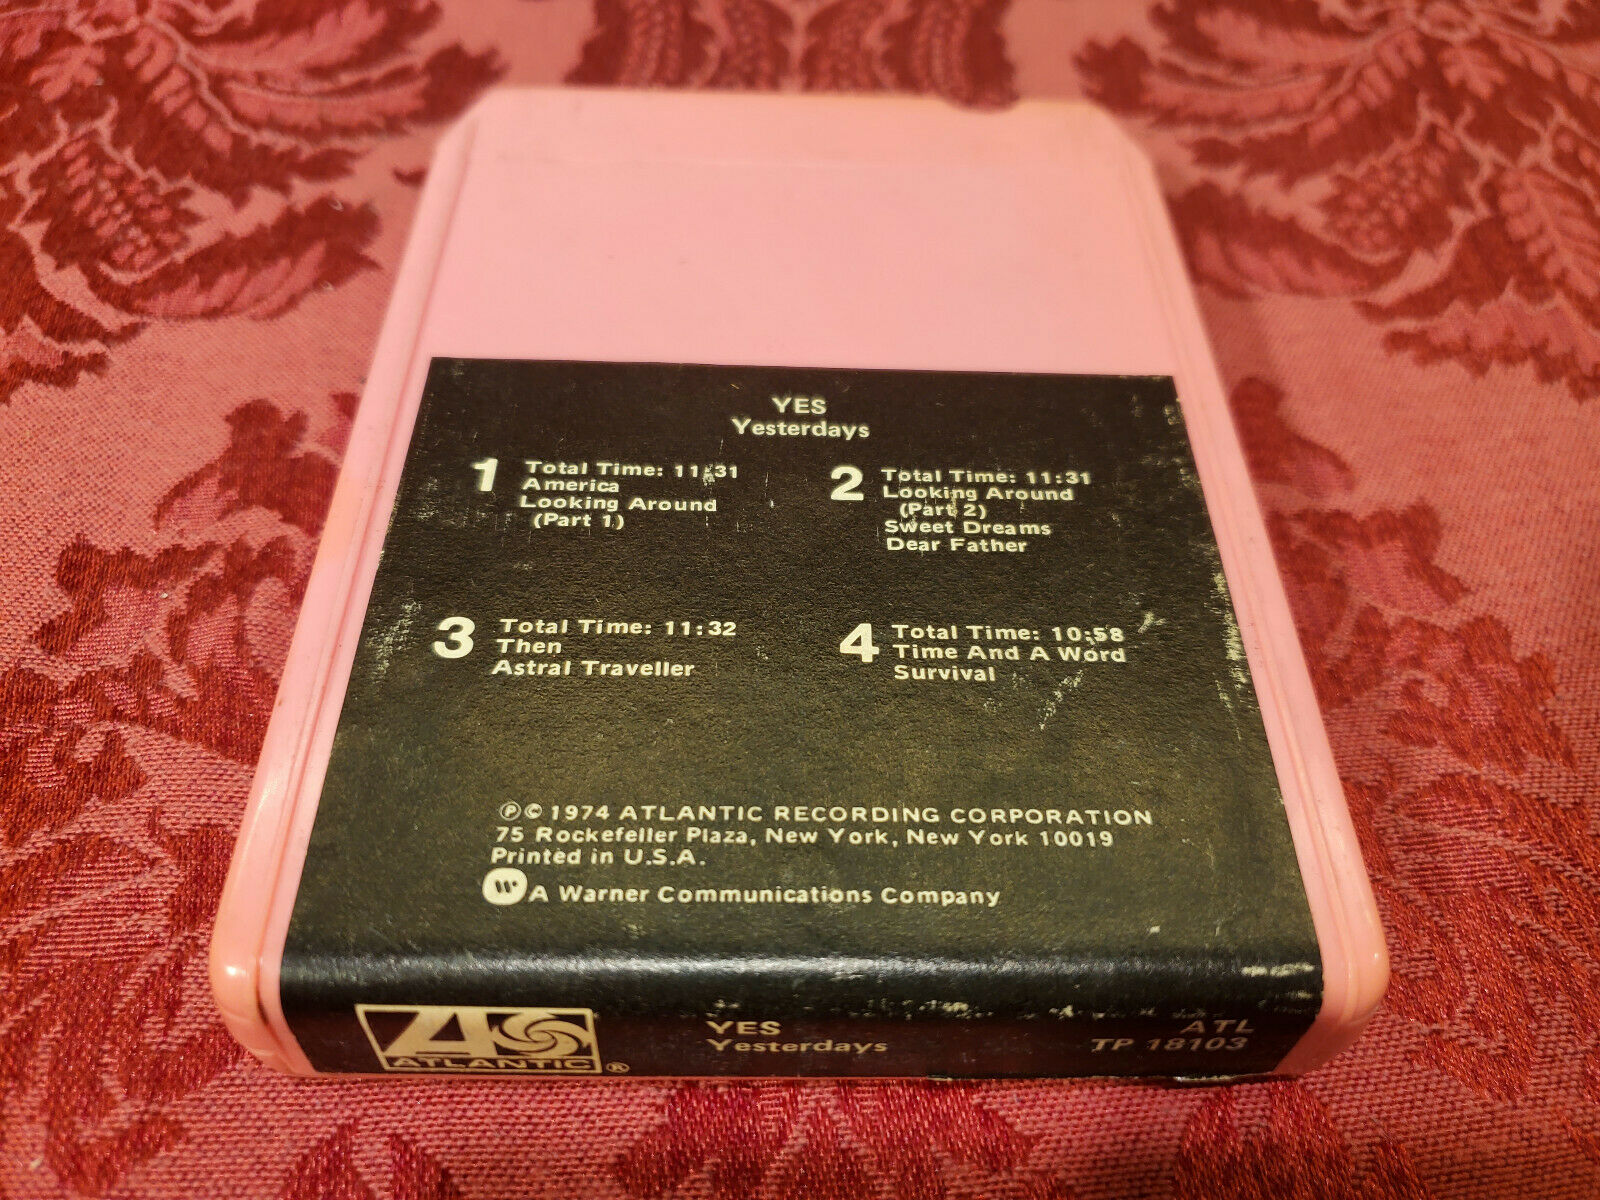 YES
Yesterdays
1 Total Time: 11:31
America
Looking Around
(Part 1)
2 Total Time: 11:31
Looking Around
(Part 2)
Sweet Dreams
Dear Father
3 Total Time: 11:32
Then
Astral Traveller
4 Total Time: 10:58
Time And A Word
Survival
℗© 1974 ATLANTIC RECORDING CORPORATION
75 Rockefeller Plaza, New York, New York 10019
Printed in U.S.A.
W A Warner Communications Company
A ATLANTIC ®
YES
Yesterdays
ATL
TP 18103